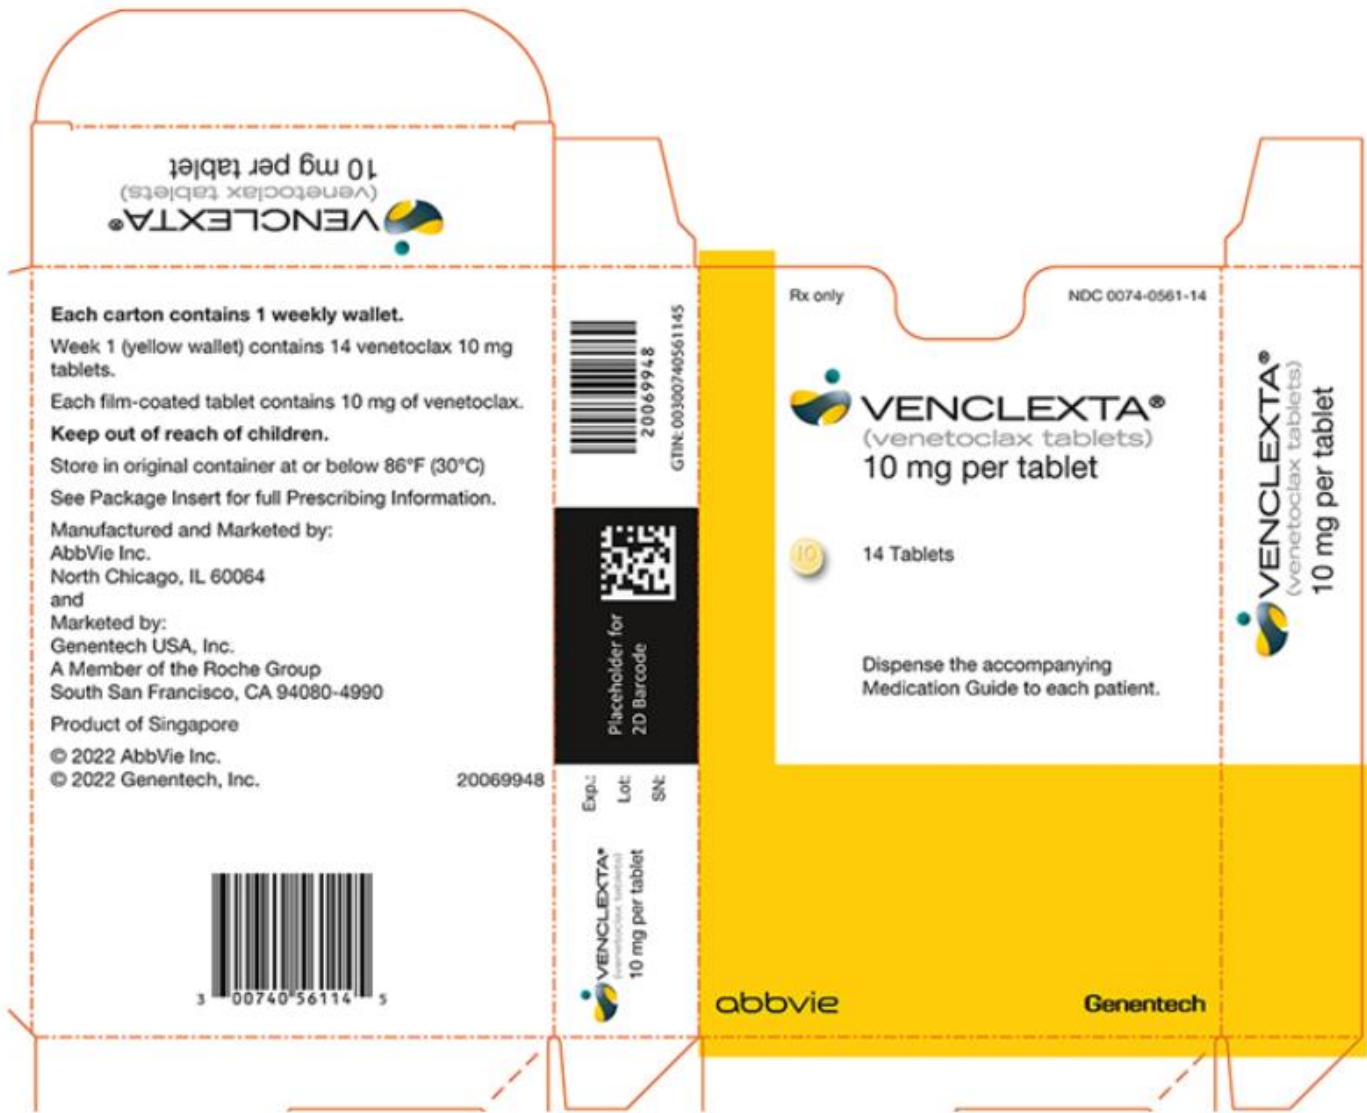 VENCLEXTA®
(venetoclax tablets)
10 mg per tablet
Each carton contains 1 weekly wallet.
Week 1 (yellow wallet) contains 14 venetoclax 10 mg
tablets.
Each film-coated tablet contains 10 mg of venetoclax.
Keep out of reach of children.
Store in original container at or below 86°F (30°C)
See Package Insert for full Prescribing Information.
Manufactured and Marketed by:
AbbVie Inc.
North Chicago, IL 60064
and
Marketed by:
Genentech USA, Inc.
A Member of the Roche Group
South San Francisco, CA 94080-4990
Product of Singapore
© 2022 AbbVie Inc.
© 2022 Genentech, Inc. 20069948
3 00740 56114 5
20069948
GTIN: 00300740561145
Placeholder for
2D Barcode
Exp.:
Lot:
SN:
VENCLEXTA®
(venetoclax tablets)
10 mg per tablet
Rx only
NDC 0074-0561-14
VENCLEXTA®
(venetoclax tablets)
10 mg per tablet
10
14 Tablets
Dispense the accompanying
Medication Guide to each patient.
abbvie
Genentech
VENCLEXTA®
(venetoclax tablets)
10 mg per tablet